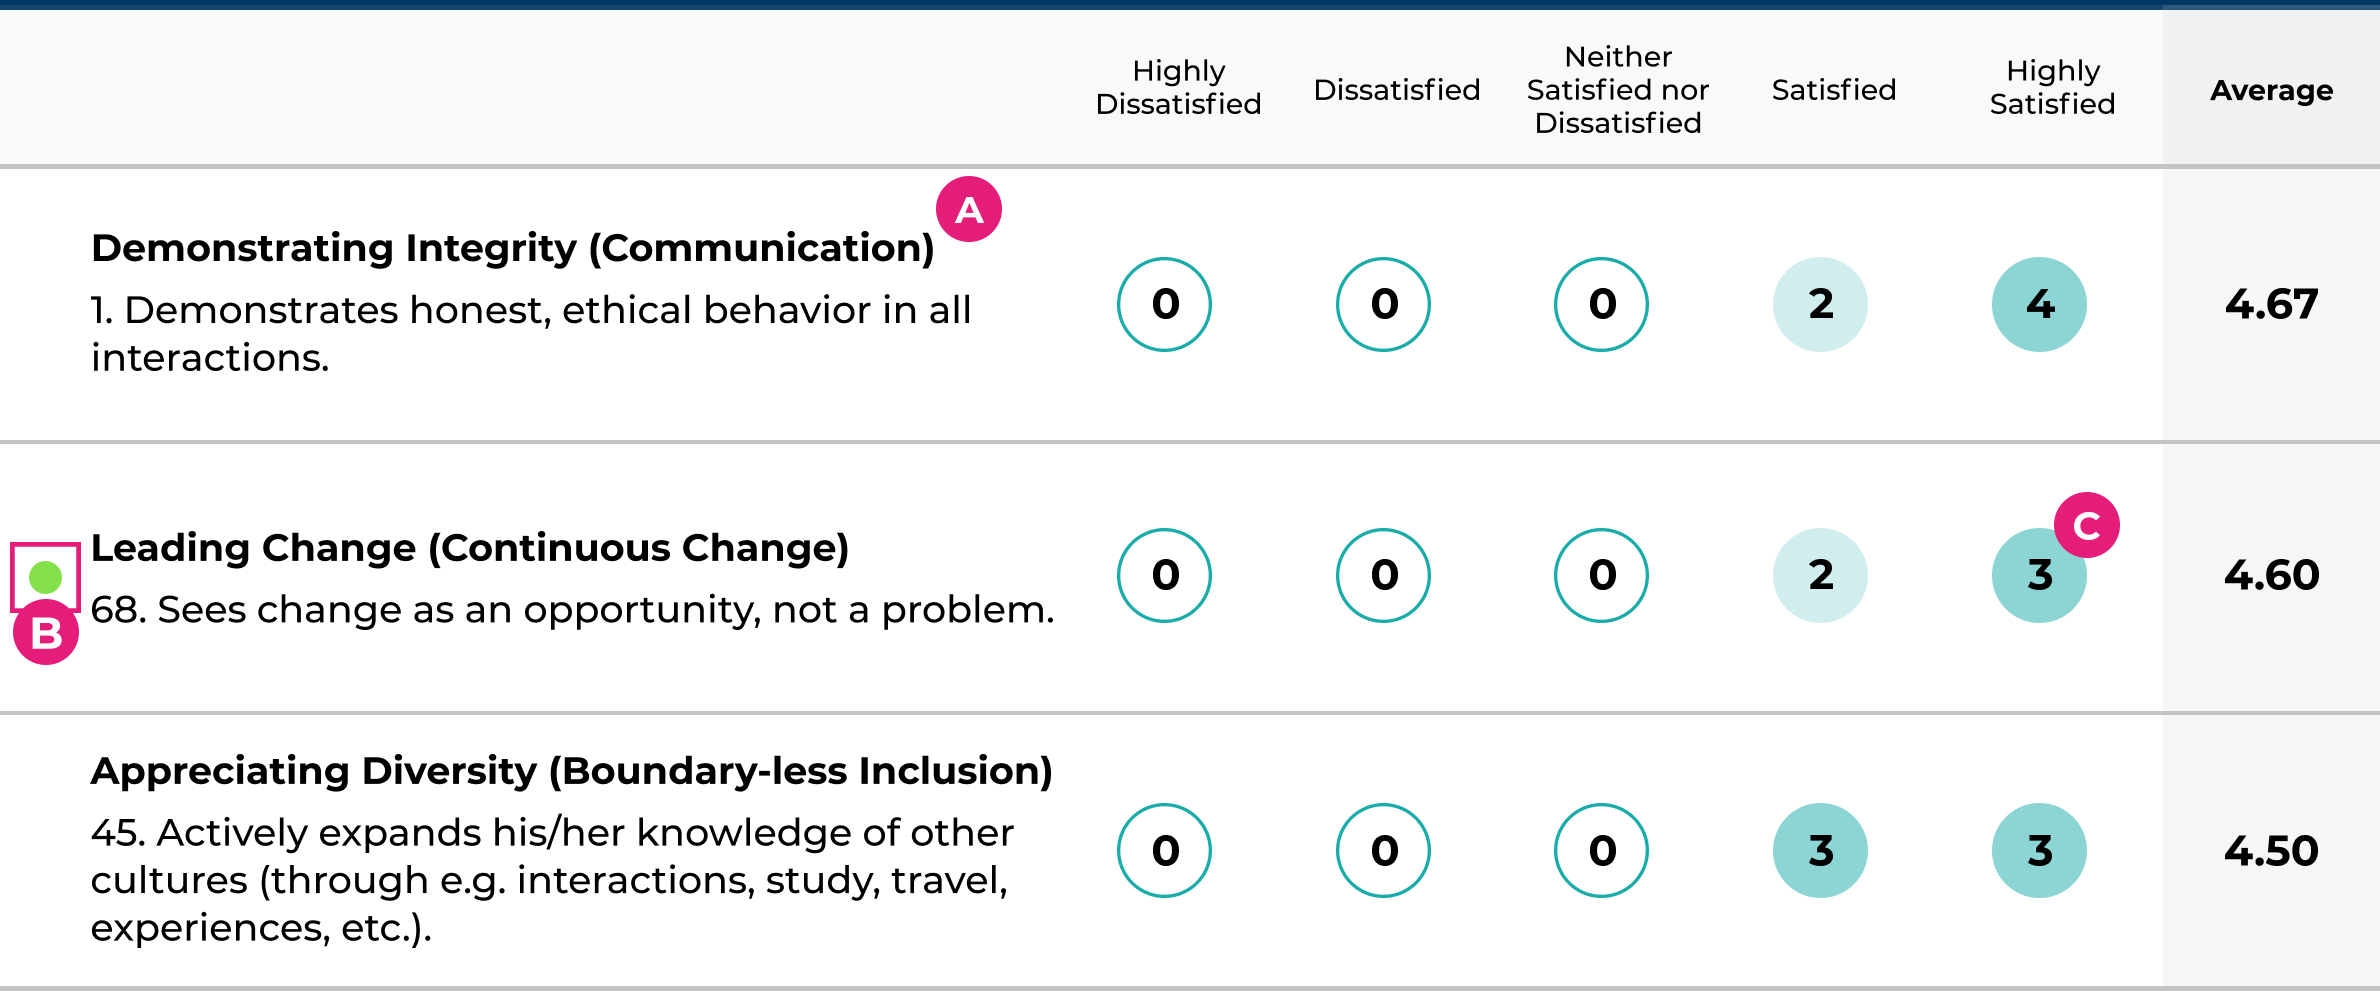 Highly
Dissatisfied
Dissatisfied
Neither
Satisfied nor
Dissatisfied
Satisfied
Highly
Satisfied
Average
A
Demonstrating Integrity (Communication)
1. Demonstrates honest, ethical behavior in all
interactions.
0 0 0 2 4 4.67
C
Leading Change (Continuous Change)
68. Sees change as an opportunity, not a problem.
B
0 0 0 2 3 4.60
Appreciating Diversity (Boundary-less Inclusion)
45. Actively expands his/her knowledge of other
cultures (through e.g. interactions, study, travel,
experiences, etc.).
0 0 0 3 3 4.50